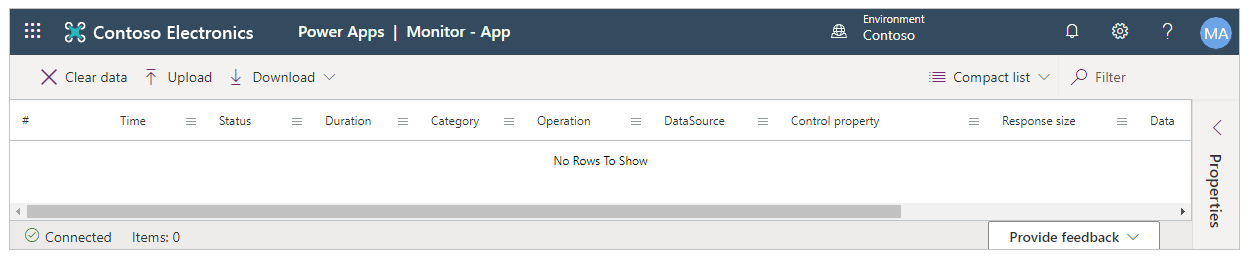 Contoso Electronics Power Apps | Monitor - App Environment Contoso ? MA
Clear data Upload Download Compact list Filter
# Time Status Duration Category Operation DataSource Control property Response size Data
No Rows To Show
Properties
Connected Items: 0 Provide feedback